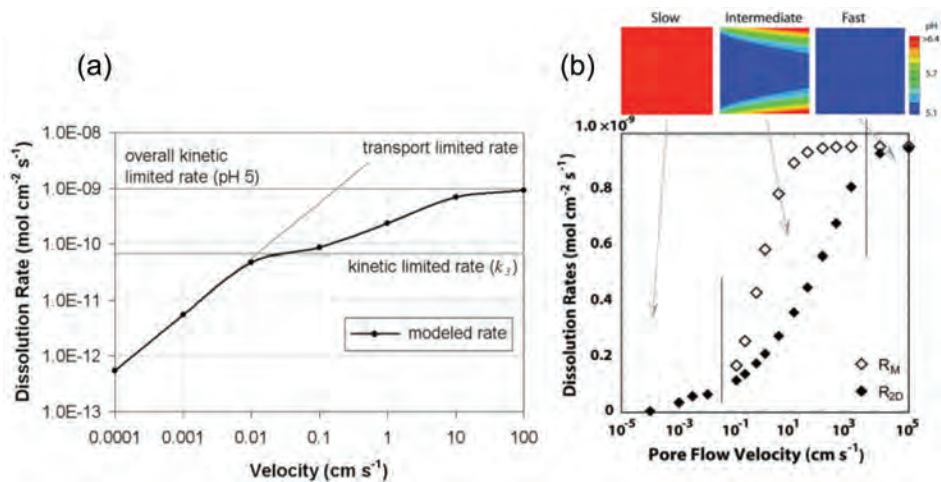 (a)
Dissolution Rate (mol cm⁻² s⁻¹)
1.0E-08
1.0E-09
1.0E-10
1.0E-11
1.0E-12
1.0E-13
overall kinetic
limited rate (pH 5)
transport limited rate
kinetic limited rate (k₃)
modeled rate
0.0001 0.001 0.01 0.1 1 10 100
Velocity (cm s⁻¹)
(b)
Slow Intermediate Fast
pH
>6.4
5.7
5.1
Dissolution Rates (mol cm⁻² s⁻¹)
1.0 ×10⁻⁹
0.8
0.6
0.4
0.2
0
R_M
R_2D
10⁻⁵ 10⁻³ 10⁻¹ 10¹ 10³ 10⁵
Pore Flow Velocity (cm s⁻¹)